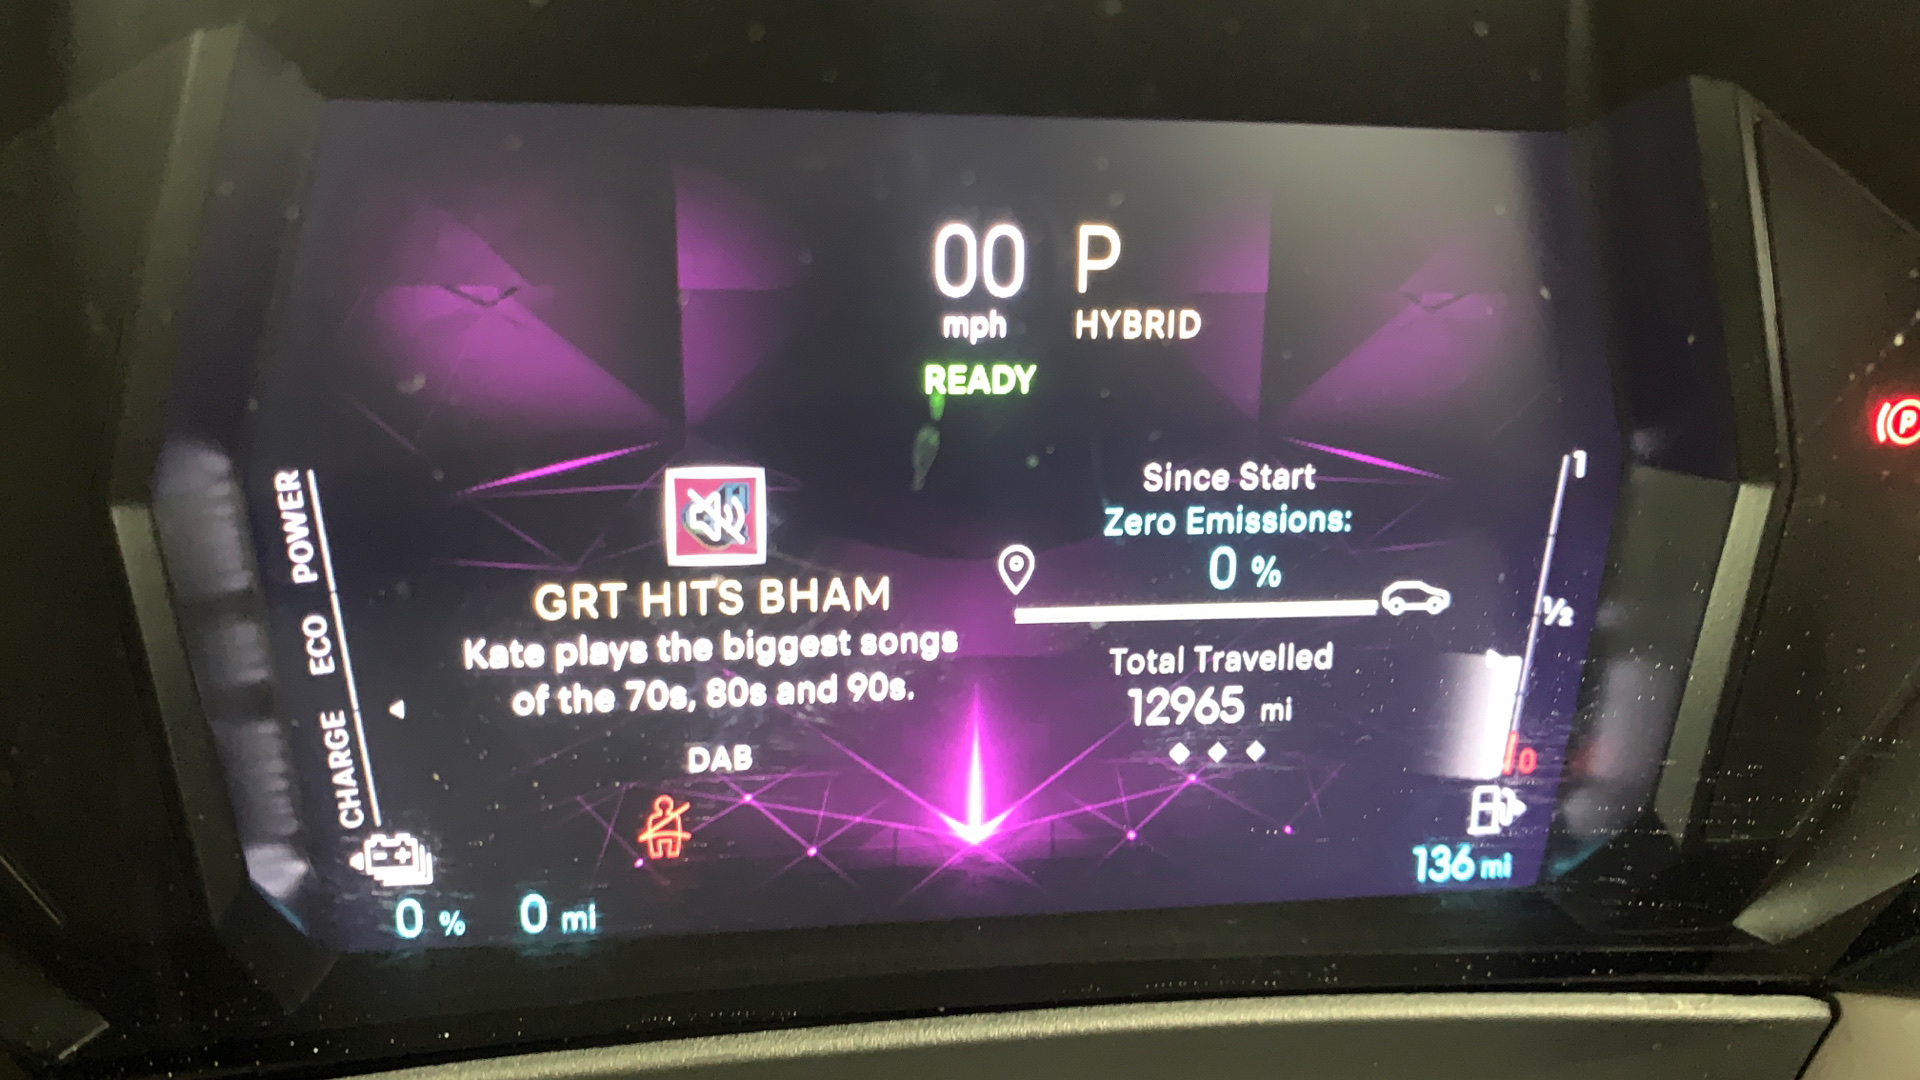 00 P
mph HYBRID
READY
POWER
ECO
CHARGE
GRT HITS BHAM
Kate plays the biggest songs
of the 70s, 80s and 90s.
DAB
Since Start
Zero Emissions:
0 %
Total Travelled
12965 mi
1
1/2
0
136 mi
0 % 0 mi
P